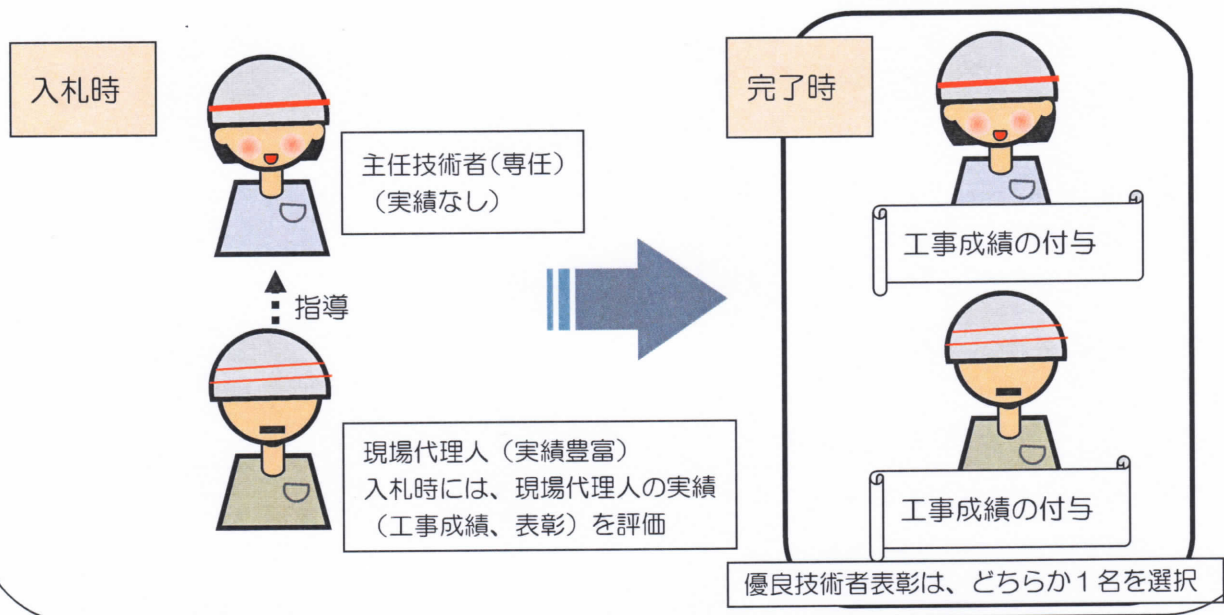 入札時
主任技術者(専任)
(実績なし)
指導
現場代理人(実績豊富)
入札時には、現場代理人の実績
(工事成績、表彰)を評価
完了時
工事成績の付与
工事成績の付与
優良技術者表彰は、どちらか1名を選択